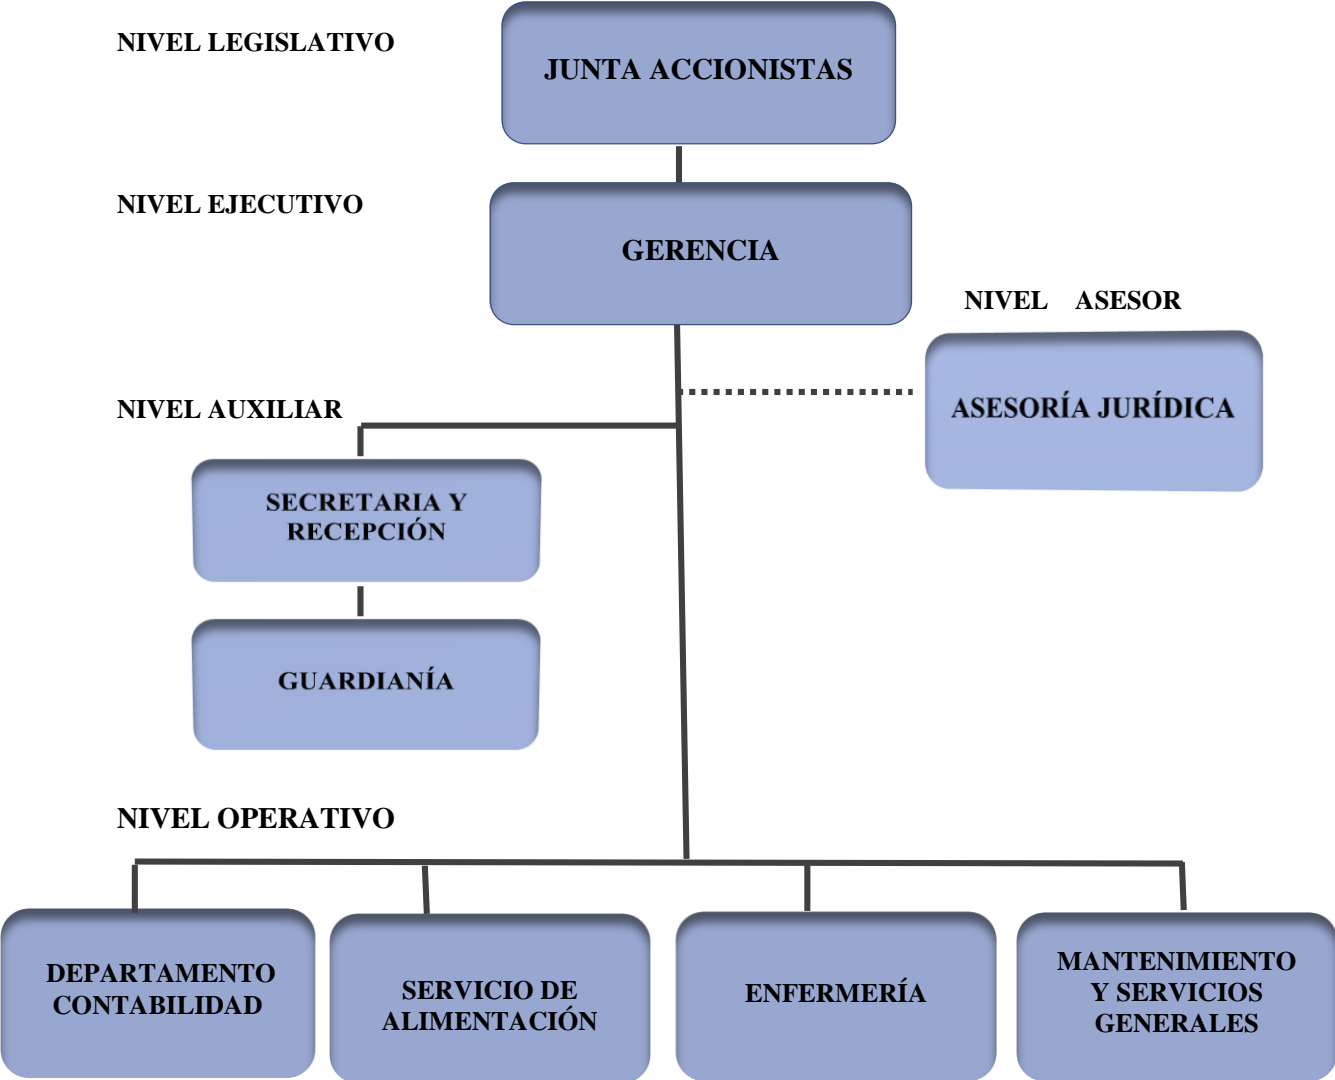 NIVEL LEGISLATIVO
JUNTA ACCIONISTAS
NIVEL EJECUTIVO
GERENCIA
NIVEL ASESOR
ASESORÍA JURÍDICA
NIVEL AUXILIAR
SECRETARIA Y
RECEPCIÓN
GUARDIANÍA
NIVEL OPERATIVO
DEPARTAMENTO
CONTABILIDAD
SERVICIO DE
ALIMENTACIÓN
ENFERMERÍA
MANTENIMIENTO
Y SERVICIOS
GENERALES